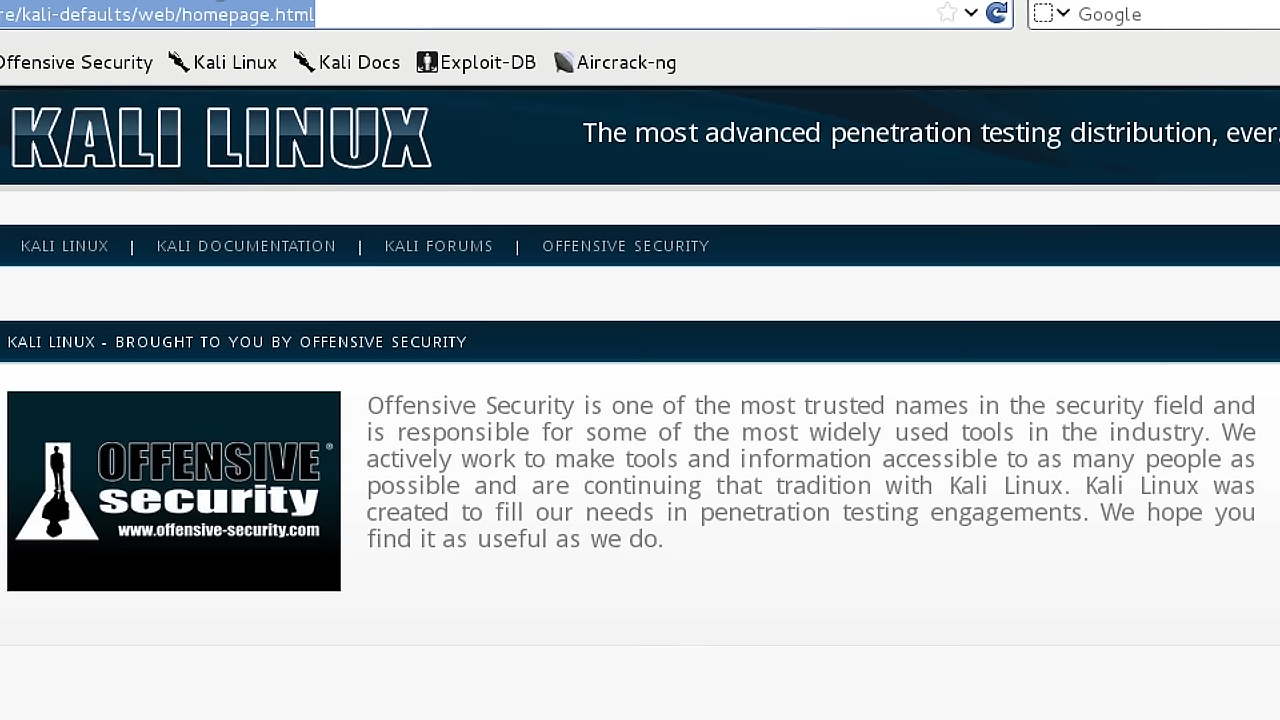 re/kali-defaults/web/homepage.html
Google
Offensive Security Kali Linux Kali Docs Exploit-DB Aircrack-ng
KALI LINUX
The most advanced penetration testing distribution, ever.
KALI LINUX | KALI DOCUMENTATION | KALI FORUMS | OFFENSIVE SECURITY
KALI LINUX - BROUGHT TO YOU BY OFFENSIVE SECURITY
OFFENSIVE®
security
www.offensive-security.com
Offensive Security is one of the most trusted names in the security field and
is responsible for some of the most widely used tools in the industry. We
actively work to make tools and information accessible to as many people as
possible and are continuing that tradition with Kali Linux. Kali Linux was
created to fill our needs in penetration testing engagements. We hope you
find it as useful as we do.